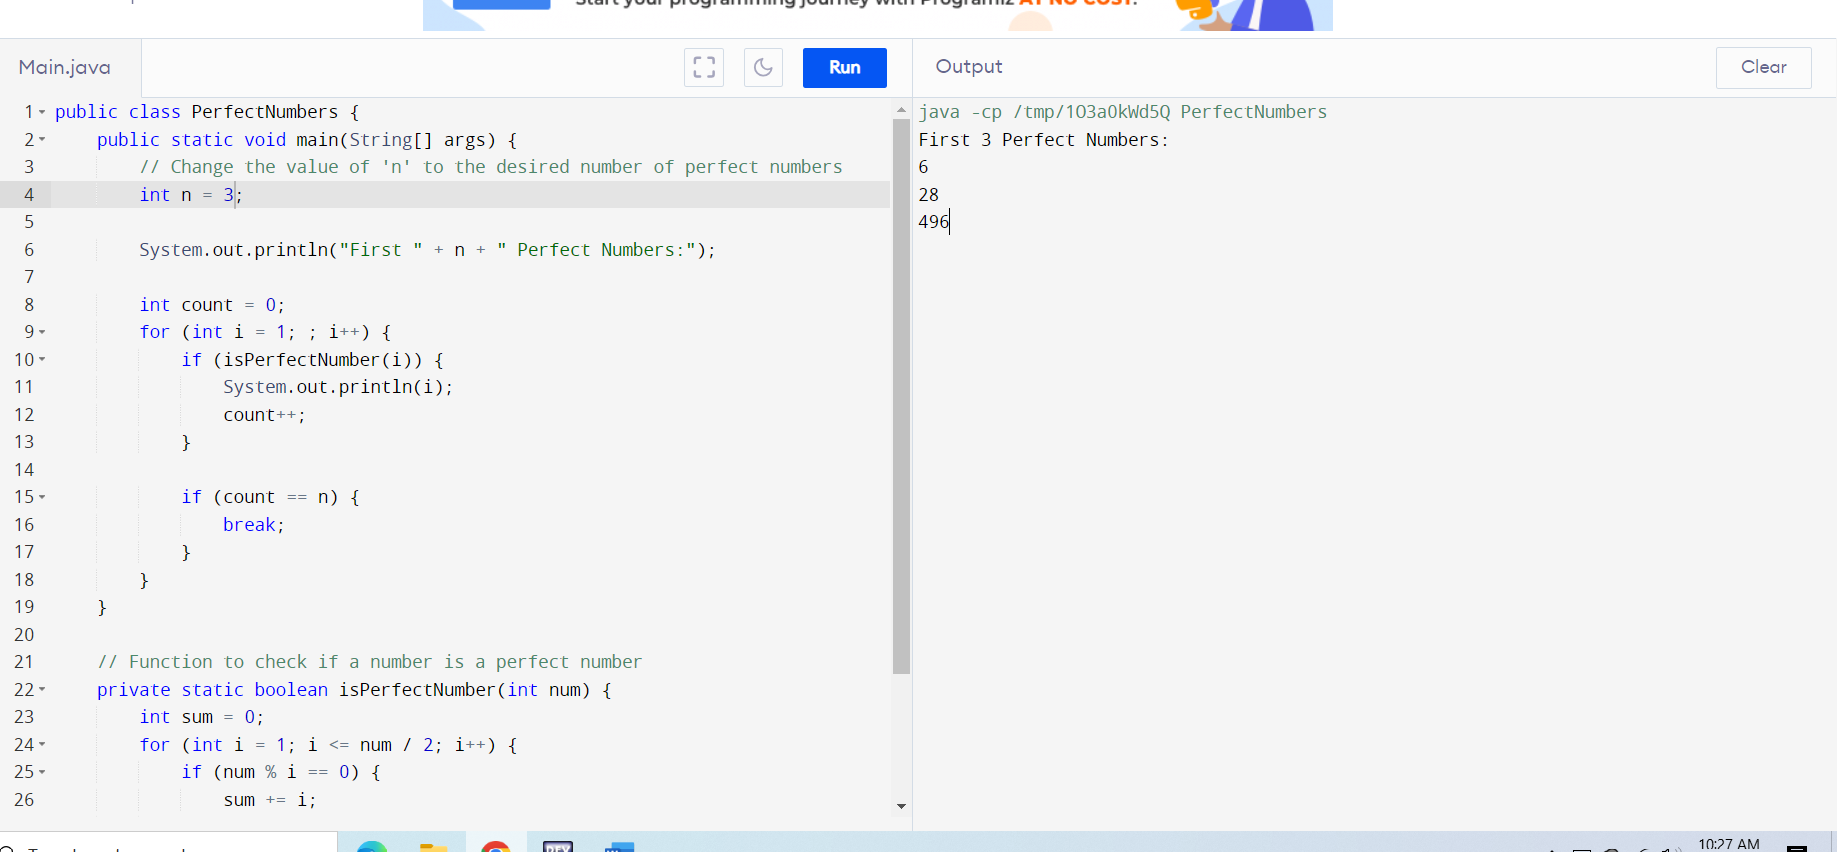 Start your programming journey with Programiz AT NO COST.
Main.java
Run
Output
Clear
1 public class PerfectNumbers {
2     public static void main(String[] args) {
3         // Change the value of 'n' to the desired number of perfect numbers
4         int n = 3;
5
6         System.out.println("First " + n + " Perfect Numbers:");
7
8         int count = 0;
9         for (int i = 1; ; i++) {
10             if (isPerfectNumber(i)) {
11                 System.out.println(i);
12                 count++;
13             }
14
15             if (count == n) {
16                 break;
17             }
18         }
19     }
20
21     // Function to check if a number is a perfect number
22     private static boolean isPerfectNumber(int num) {
23         int sum = 0;
24         for (int i = 1; i <= num / 2; i++) {
25             if (num % i == 0) {
26                 sum += i;
java -cp /tmp/1O3a0kWd5Q PerfectNumbers
First 3 Perfect Numbers:
6
28
496
10:27 AM